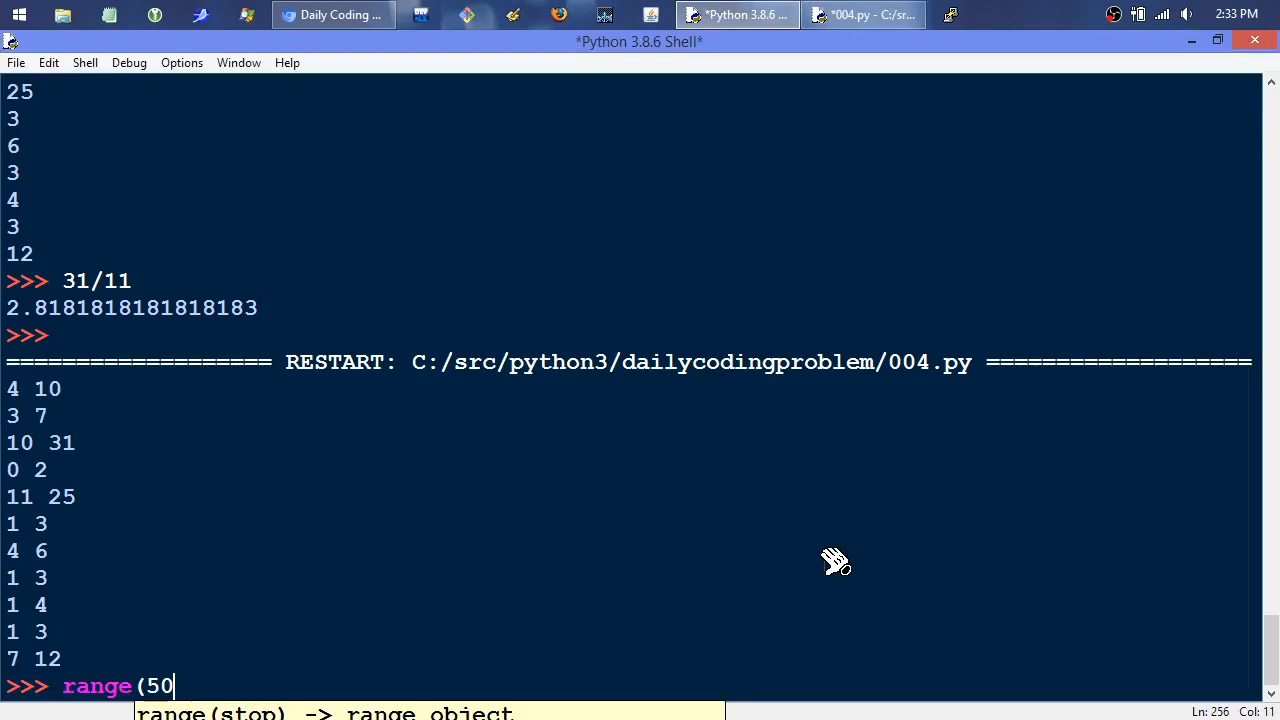 Daily Coding ...
*Python 3.8.6 ...
*004.py - C:/sr...
2:33 PM
*Python 3.8.6 Shell*
File Edit Shell Debug Options Window Help
25
3
6
3
4
3
12
>>> 31/11
2.8181818181818183
>>>
=================== RESTART: C:/src/python3/dailycodingproblem/004.py ===================
4 10
3 7
10 31
0 2
11 25
1 3
4 6
1 3
1 4
1 3
7 12
>>> range(50
range(stop) -> range object
Ln: 256 Col: 11